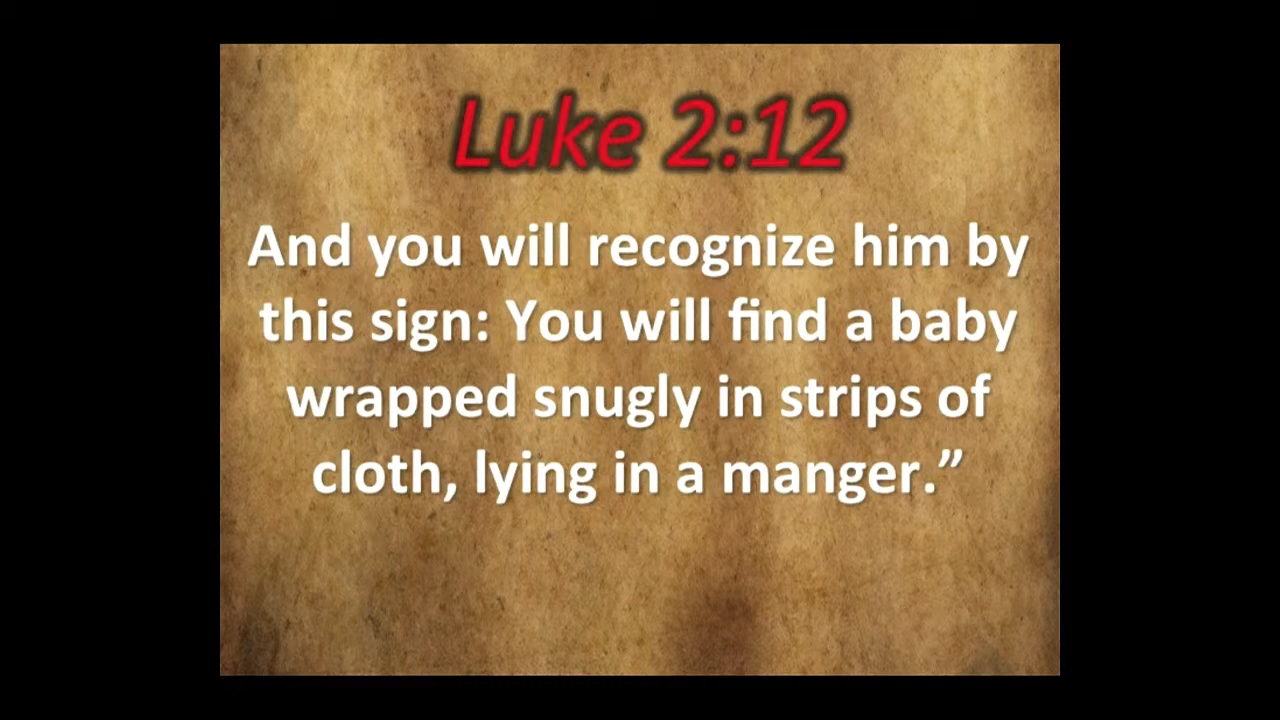 Luke 2:12
And you will recognize him by
this sign: You will find a baby
wrapped snugly in strips of
cloth, lying in a manger.”